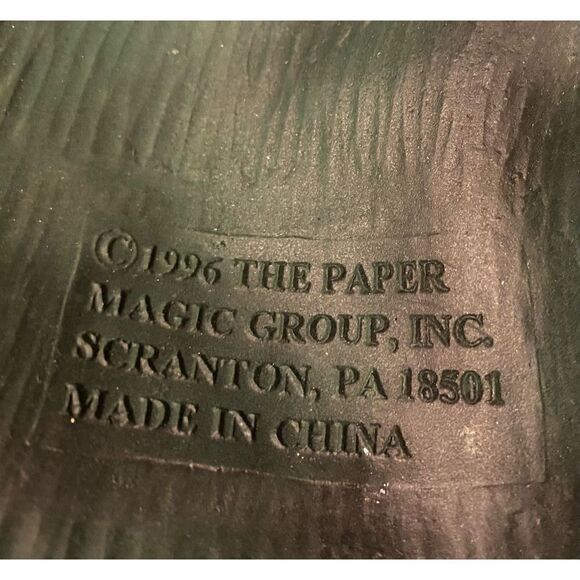 ©1996 THE PAPER
MAGIC GROUP, INC.
SCRANTON, PA 18501
MADE IN CHINA